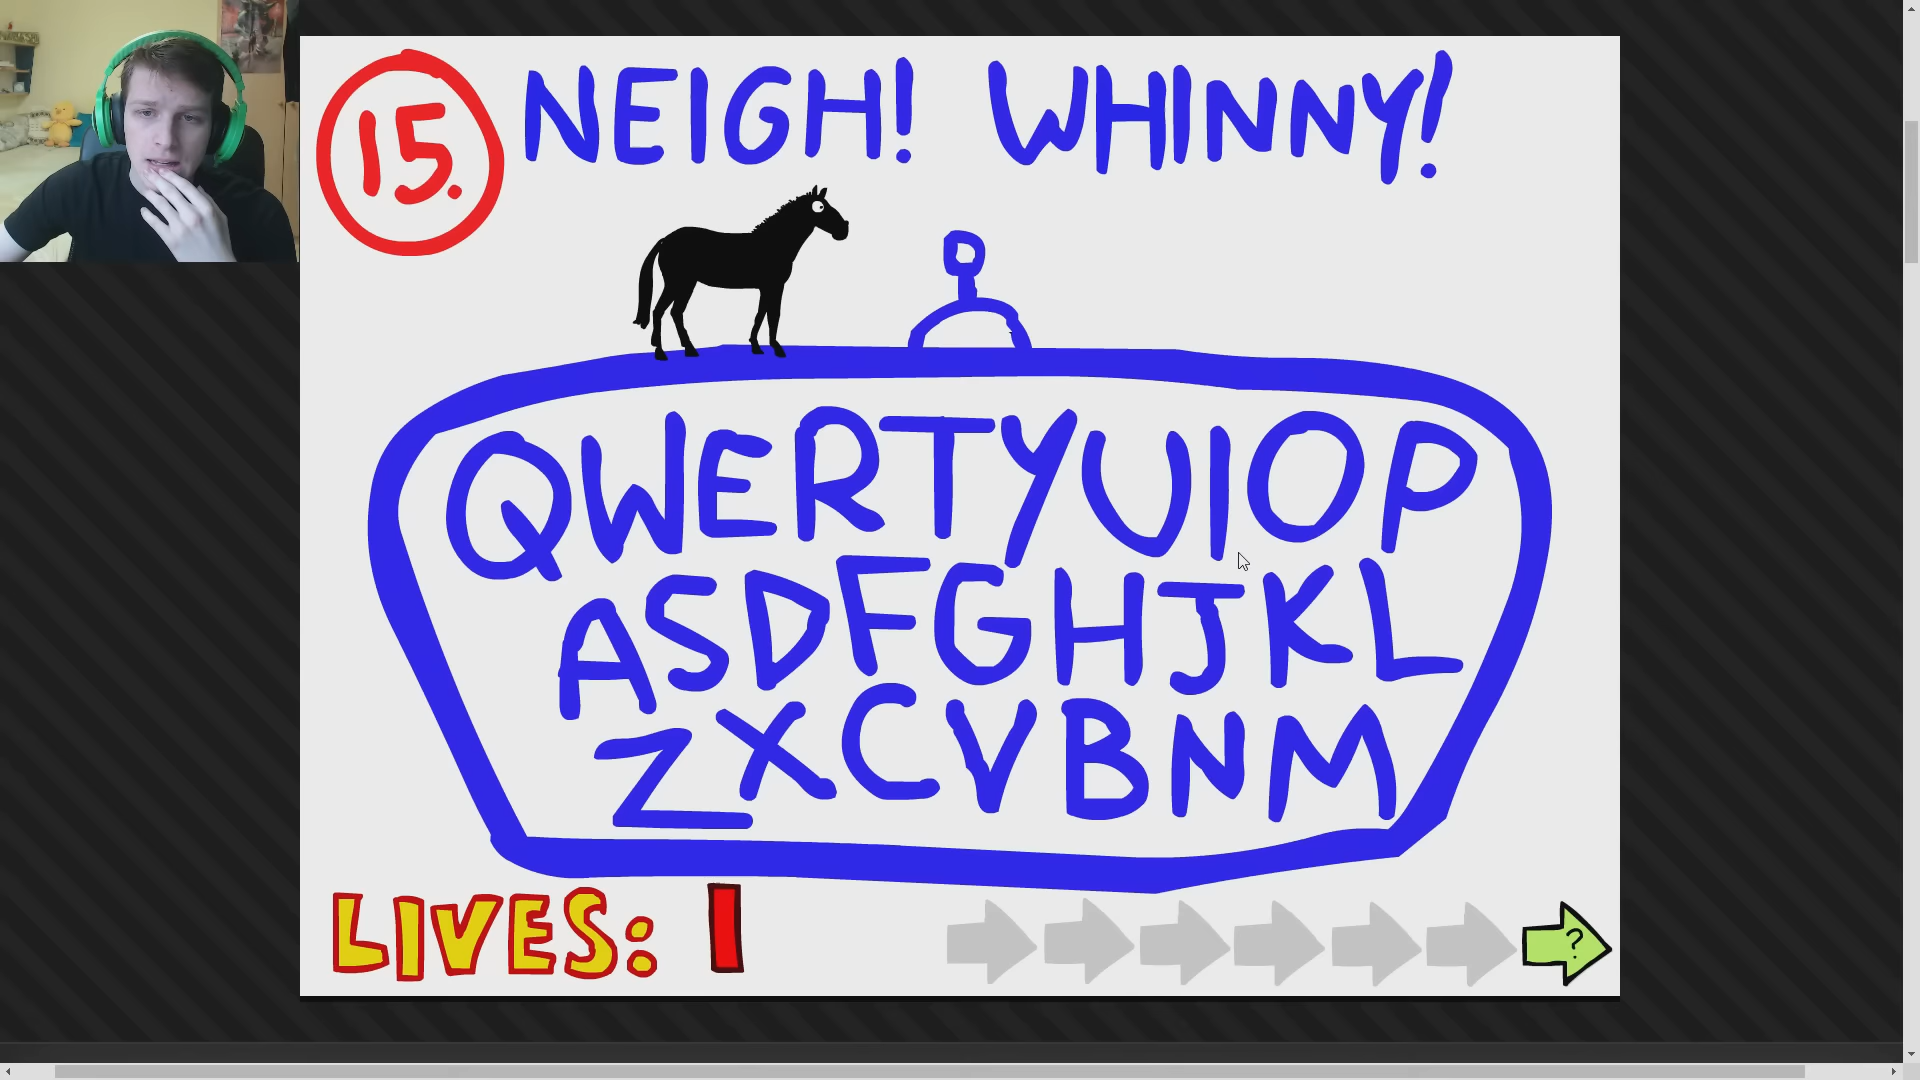 15. NEIGH! WHINNY!
QWERTYUIOP
ASDFGHJKL
ZXCVBNM
LIVES: 1
?